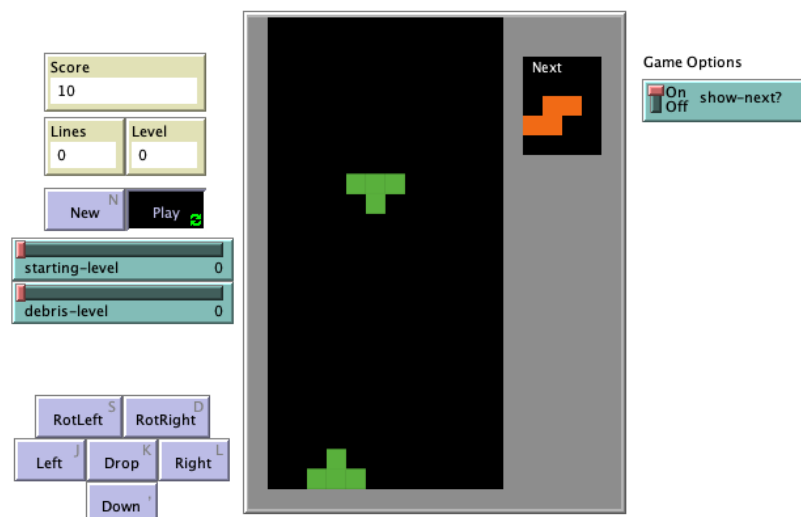 Score
10
Lines
0
Level
0
New
N
Play
starting-level 0
debris-level 0
RotLeft
S
RotRight
D
Left
J
Drop
K
Right
L
Down
,
Next
Game Options
On
Off
show-next?